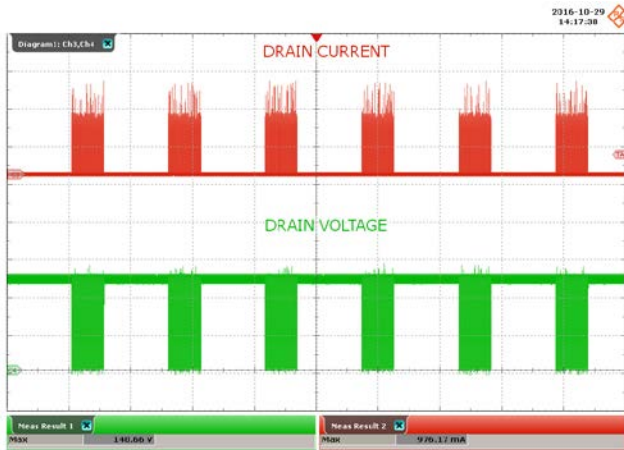 2016-10-29
14:17:38
Diagram1: Ch3,Ch4
DRAIN CURRENT
DRAIN VOLTAGE
Meas Result 1
Meas Result 2
Max 140.66 V
Max 976.17 mA